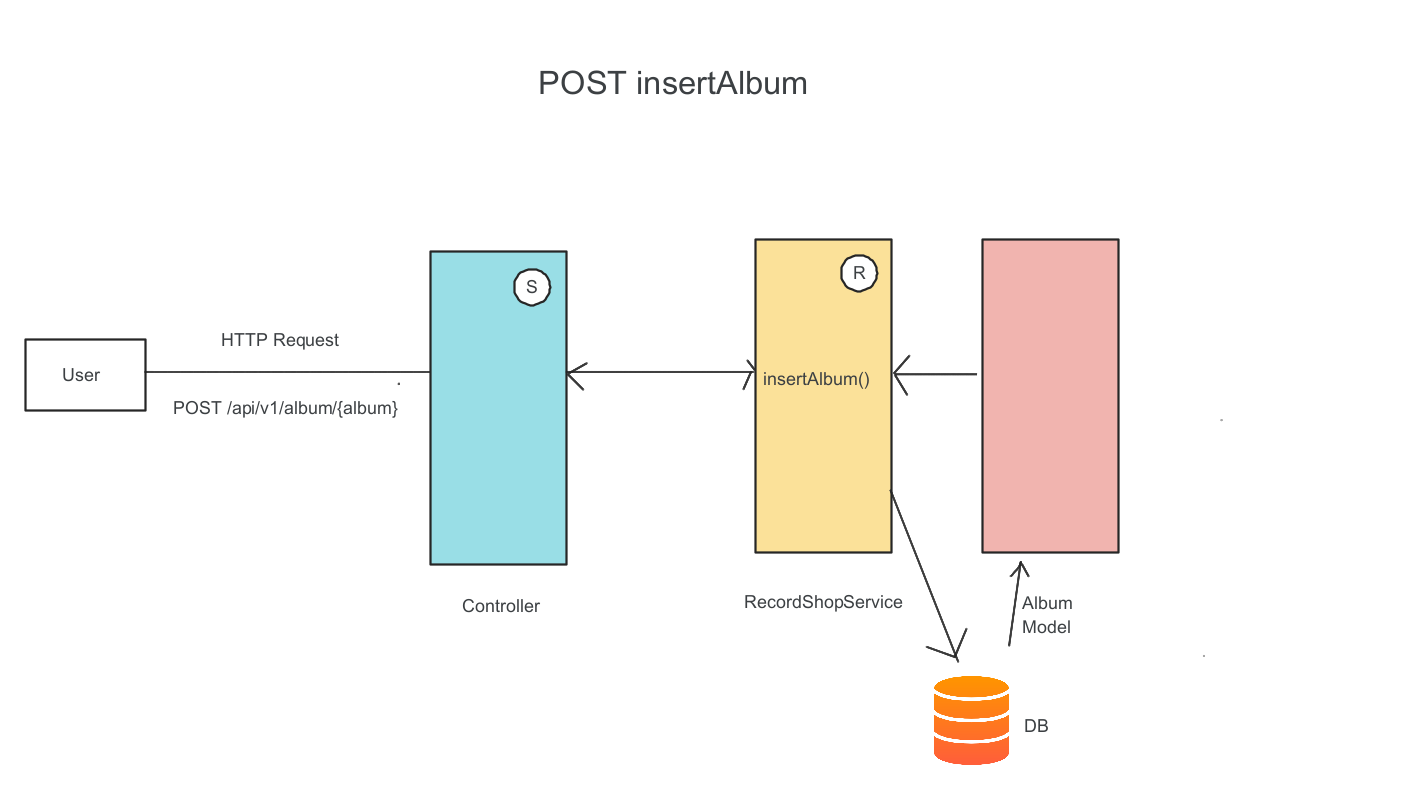 POST insertAlbum
S
R
HTTP Request
User
insertAlbum()
POST /api/v1/album/{album}
Controller
RecordShopService
Album
Model
DB